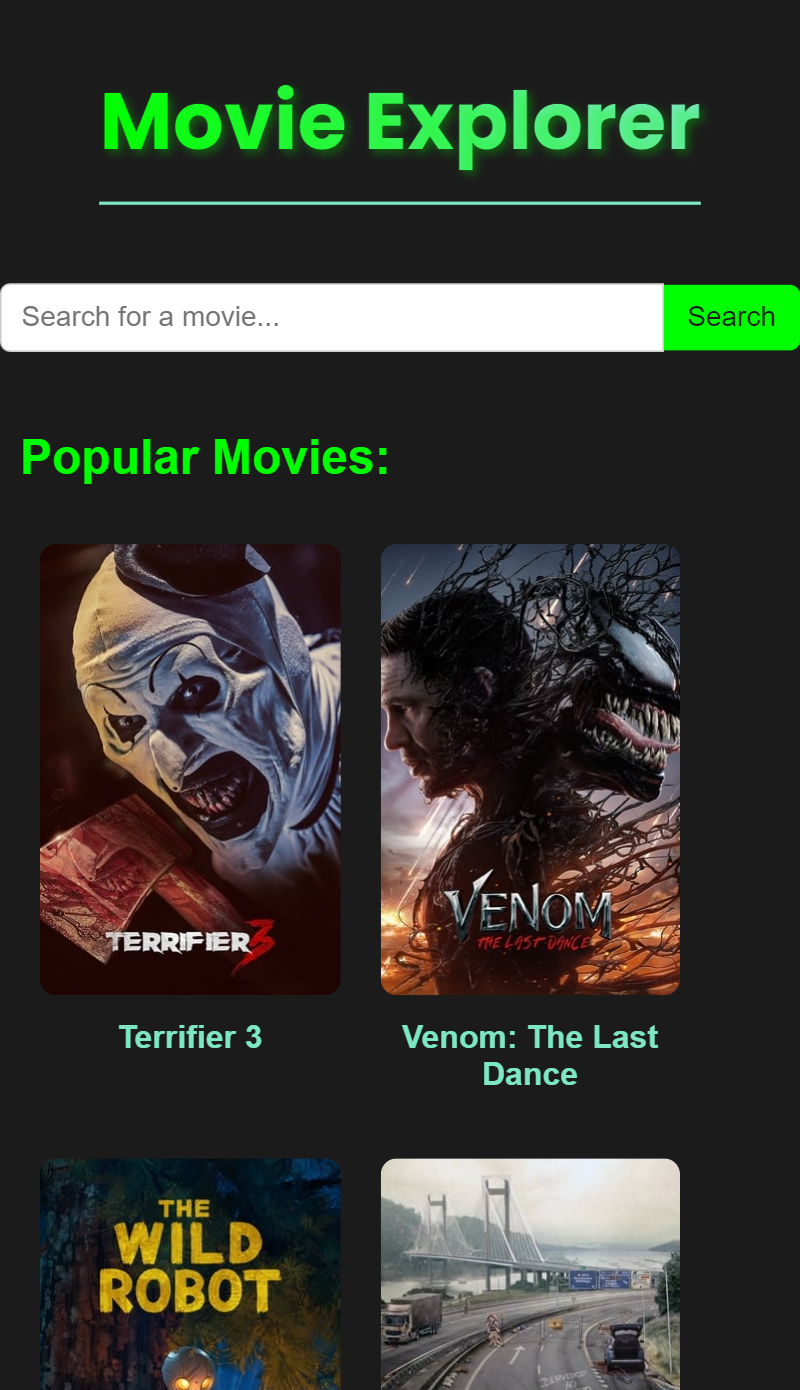 Movie Explorer
Search for a movie... Search
Popular Movies:
TERRIFIER 3
VENOM
THE LAST DANCE
Terrifier 3
Venom: The Last
Dance
THE
WILD
ROBOT